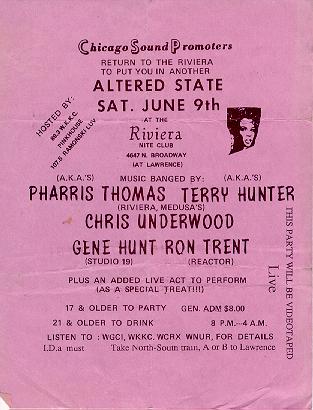 Chicago Sound Promoters
RETURN TO THE RIVIERA
TO PUT YOU IN ANOTHER
ALTERED STATE
SAT. JUNE 9th
HOSTED BY:
PINKHOUSE
AT THE
Riviera
NITE CLUB
4647 N. BROADWAY
(AT LAWRENCE)
(A.K.A.'S) MUSIC BANGED BY: (A.K.A.'S)
PHARRIS THOMAS TERRY HUNTER
(RIVIERA, MEDUSA'S)
CHRIS UNDERWOOD
GENE HUNT RON TRENT
(STUDIO 19) (REACTOR)
PLUS AN ADDED LIVE ACT TO PERFORM
(AS A SPECIAL TREAT!!!)
17 & OLDER TO PARTY GEN. ADM $8.00
21 & OLDER TO DRINK 8 P.M.–4 A.M.
LISTEN TO : WGCI, WKKC, WCRX WNUR, FOR DETAILS
I.D.a must Take North-South train, A or B to Lawrence
THIS PARTY WILL BE VIDEOTAPED
Live